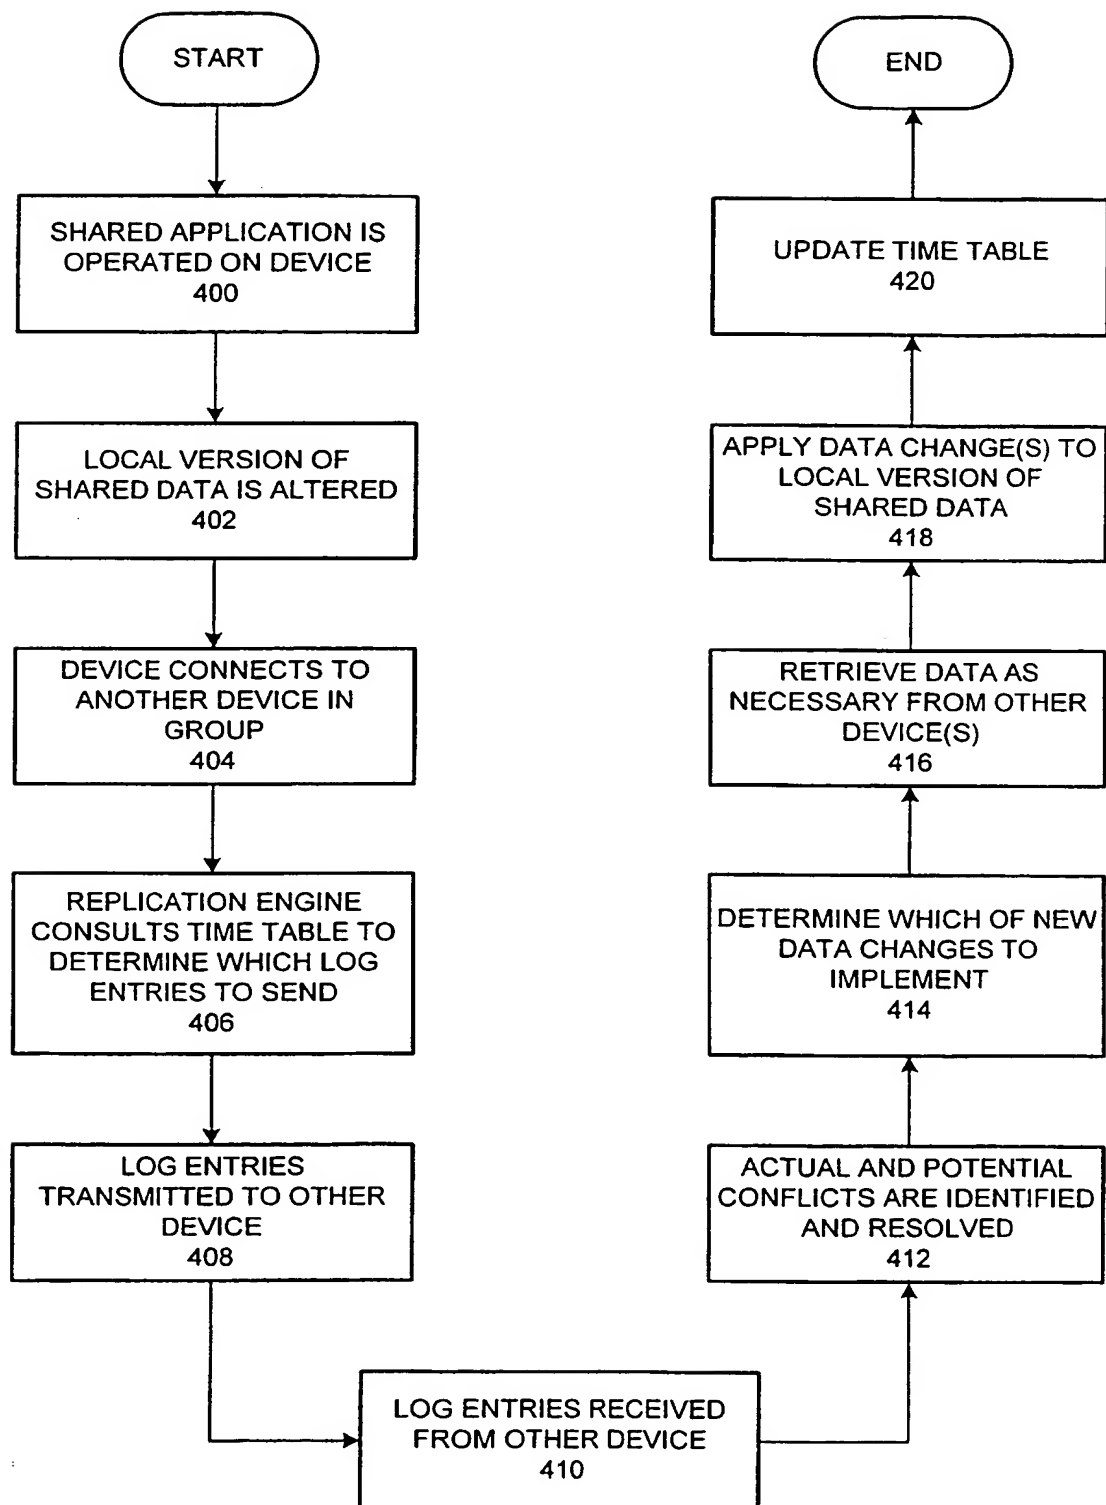 START
SHARED APPLICATION IS
OPERATED ON DEVICE
400
LOCAL VERSION OF
SHARED DATA IS ALTERED
402
DEVICE CONNECTS TO
ANOTHER DEVICE IN
GROUP
404
REPLICATION ENGINE
CONSULTS TIME TABLE TO
DETERMINE WHICH LOG
ENTRIES TO SEND
406
LOG ENTRIES
TRANSMITTED TO OTHER
DEVICE
408
LOG ENTRIES RECEIVED
FROM OTHER DEVICE
410
ACTUAL AND POTENTIAL
CONFLICTS ARE IDENTIFIED
AND RESOLVED
412
DETERMINE WHICH OF NEW
DATA CHANGES TO
IMPLEMENT
414
RETRIEVE DATA AS
NECESSARY FROM OTHER
DEVICE(S)
416
APPLY DATA CHANGE(S) TO
LOCAL VERSION OF
SHARED DATA
418
UPDATE TIME TABLE
420
END